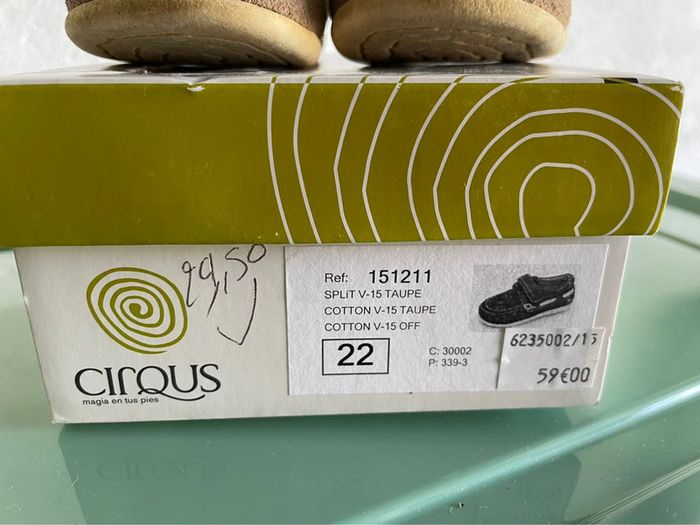 29,50
CIRQUS
magia en tus pies
Ref: 151211
SPLiT V-15 TAUPE
COTTON V-15 TAUPE
COTTON V-15 OFF
22
C: 30002
P: 339-3
6235002/15
59€00